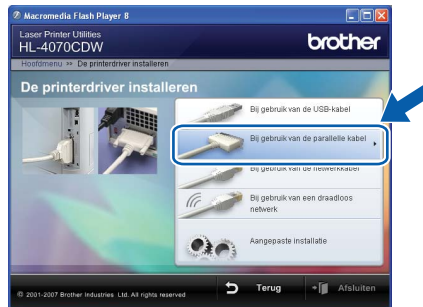 Macromedia Flash Player 8
Laser Printer Utilities
HL-4070CDW
brother
Hoofdmenu >> De printerdriver installeren
De printerdriver installeren
Bij gebruik van de USB-kabel
Bij gebruik van de parallelle kabel
Bij gebruik van de netwerkkabel
Bij gebruik van een draadloos
netwerk
Aangepaste installatie
© 2001-2007 Brother Industries Ltd. All rights reserved
Terug
Afsluiten